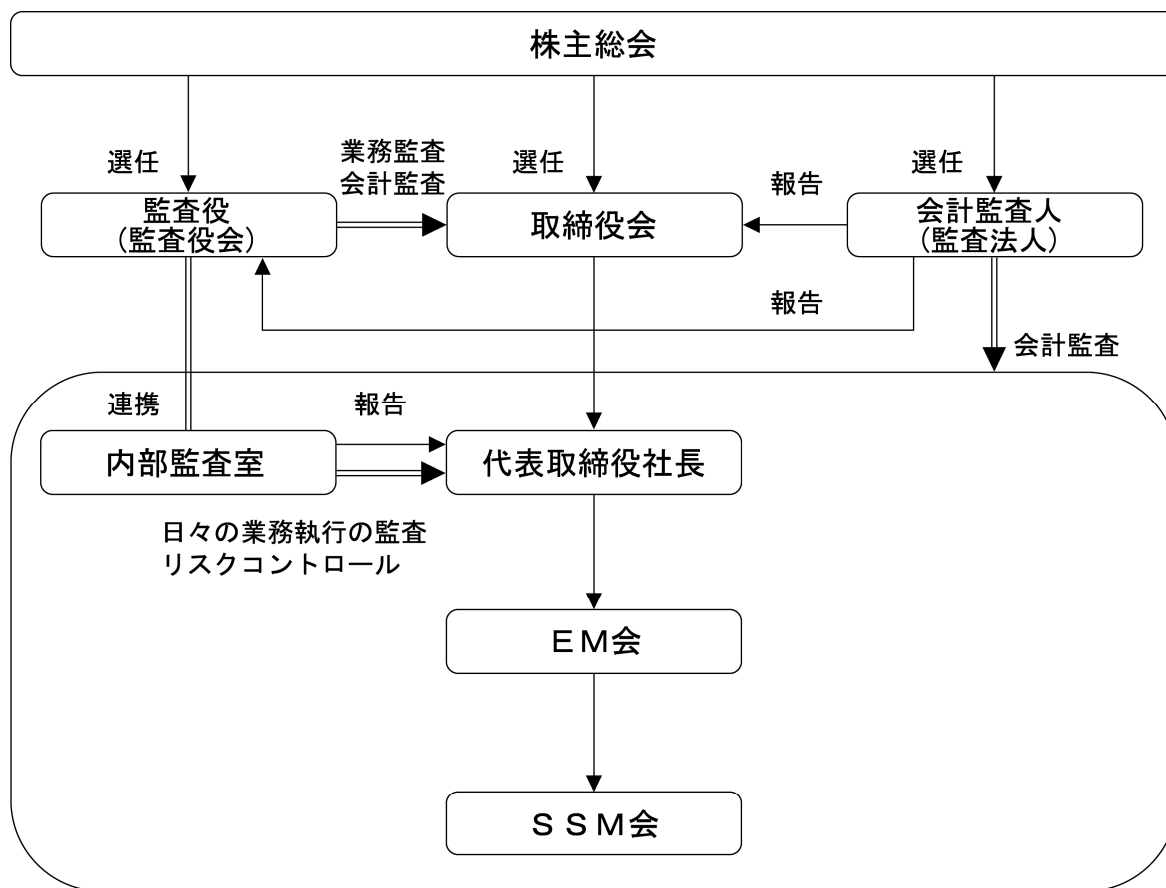 株主総会
選任
業務監査
会計監査
選任
報告
選任
監査役
(監査役会)
取締役会
会計監査人
(監査法人)
報告
会計監査
連携
報告
内部監査室
代表取締役社長
日々の業務執行の監査
リスクコントロール
ＥＭ会
ＳＳＭ会